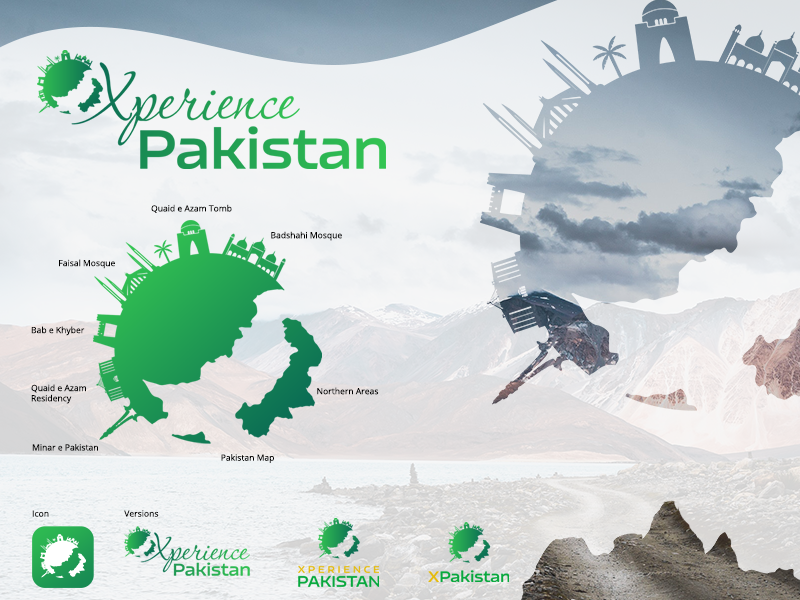 Xperience
Pakistan
Quaid e Azam Tomb
Badshahi Mosque
Faisal Mosque
Bab e Khyber
Quaid e Azam
Residency
Northern Areas
Minar e Pakistan
Pakistan Map
Icon
Versions
Xperience
Pakistan
XPERIENCE
PAKISTAN
XPakistan